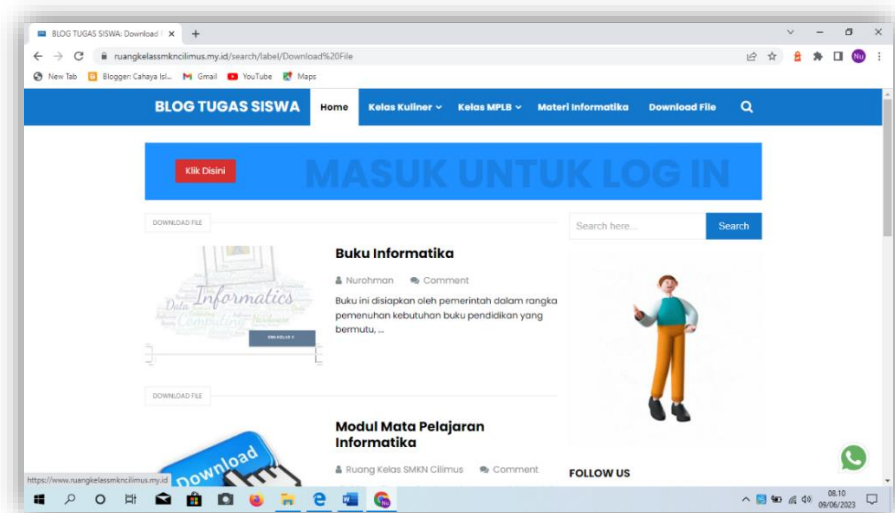 BLOG TUGAS SISWA: Download
ruangkelassmkncilimus.my.id/search/label/Download%20File
New Tab Blogger: Cahaya Isl... Gmail YouTube Maps
BLOG TUGAS SISWA Home Kelas Kuliner Kelas MPLB Materi Informatika Download File
Klik Disini MASUK UNTUK LOG IN
DOWNLOAD FILE
Search here... Search
Buku Informatika
Nurohman Comment
Buku ini disiapkan oleh pemerintah dalam rangka
pemenuhan kebutuhan buku pendidikan yang
bermutu, ...
Data Informatics
Computing Hardware
DOWNLOAD FILE
Modul Mata Pelajaran
Informatika
Download
Ruang Kelas SMKN Cilimus Comment
FOLLOW US
https://www.ruangkelassmkncilimus.my.id
08.10
09/06/2023
Nu